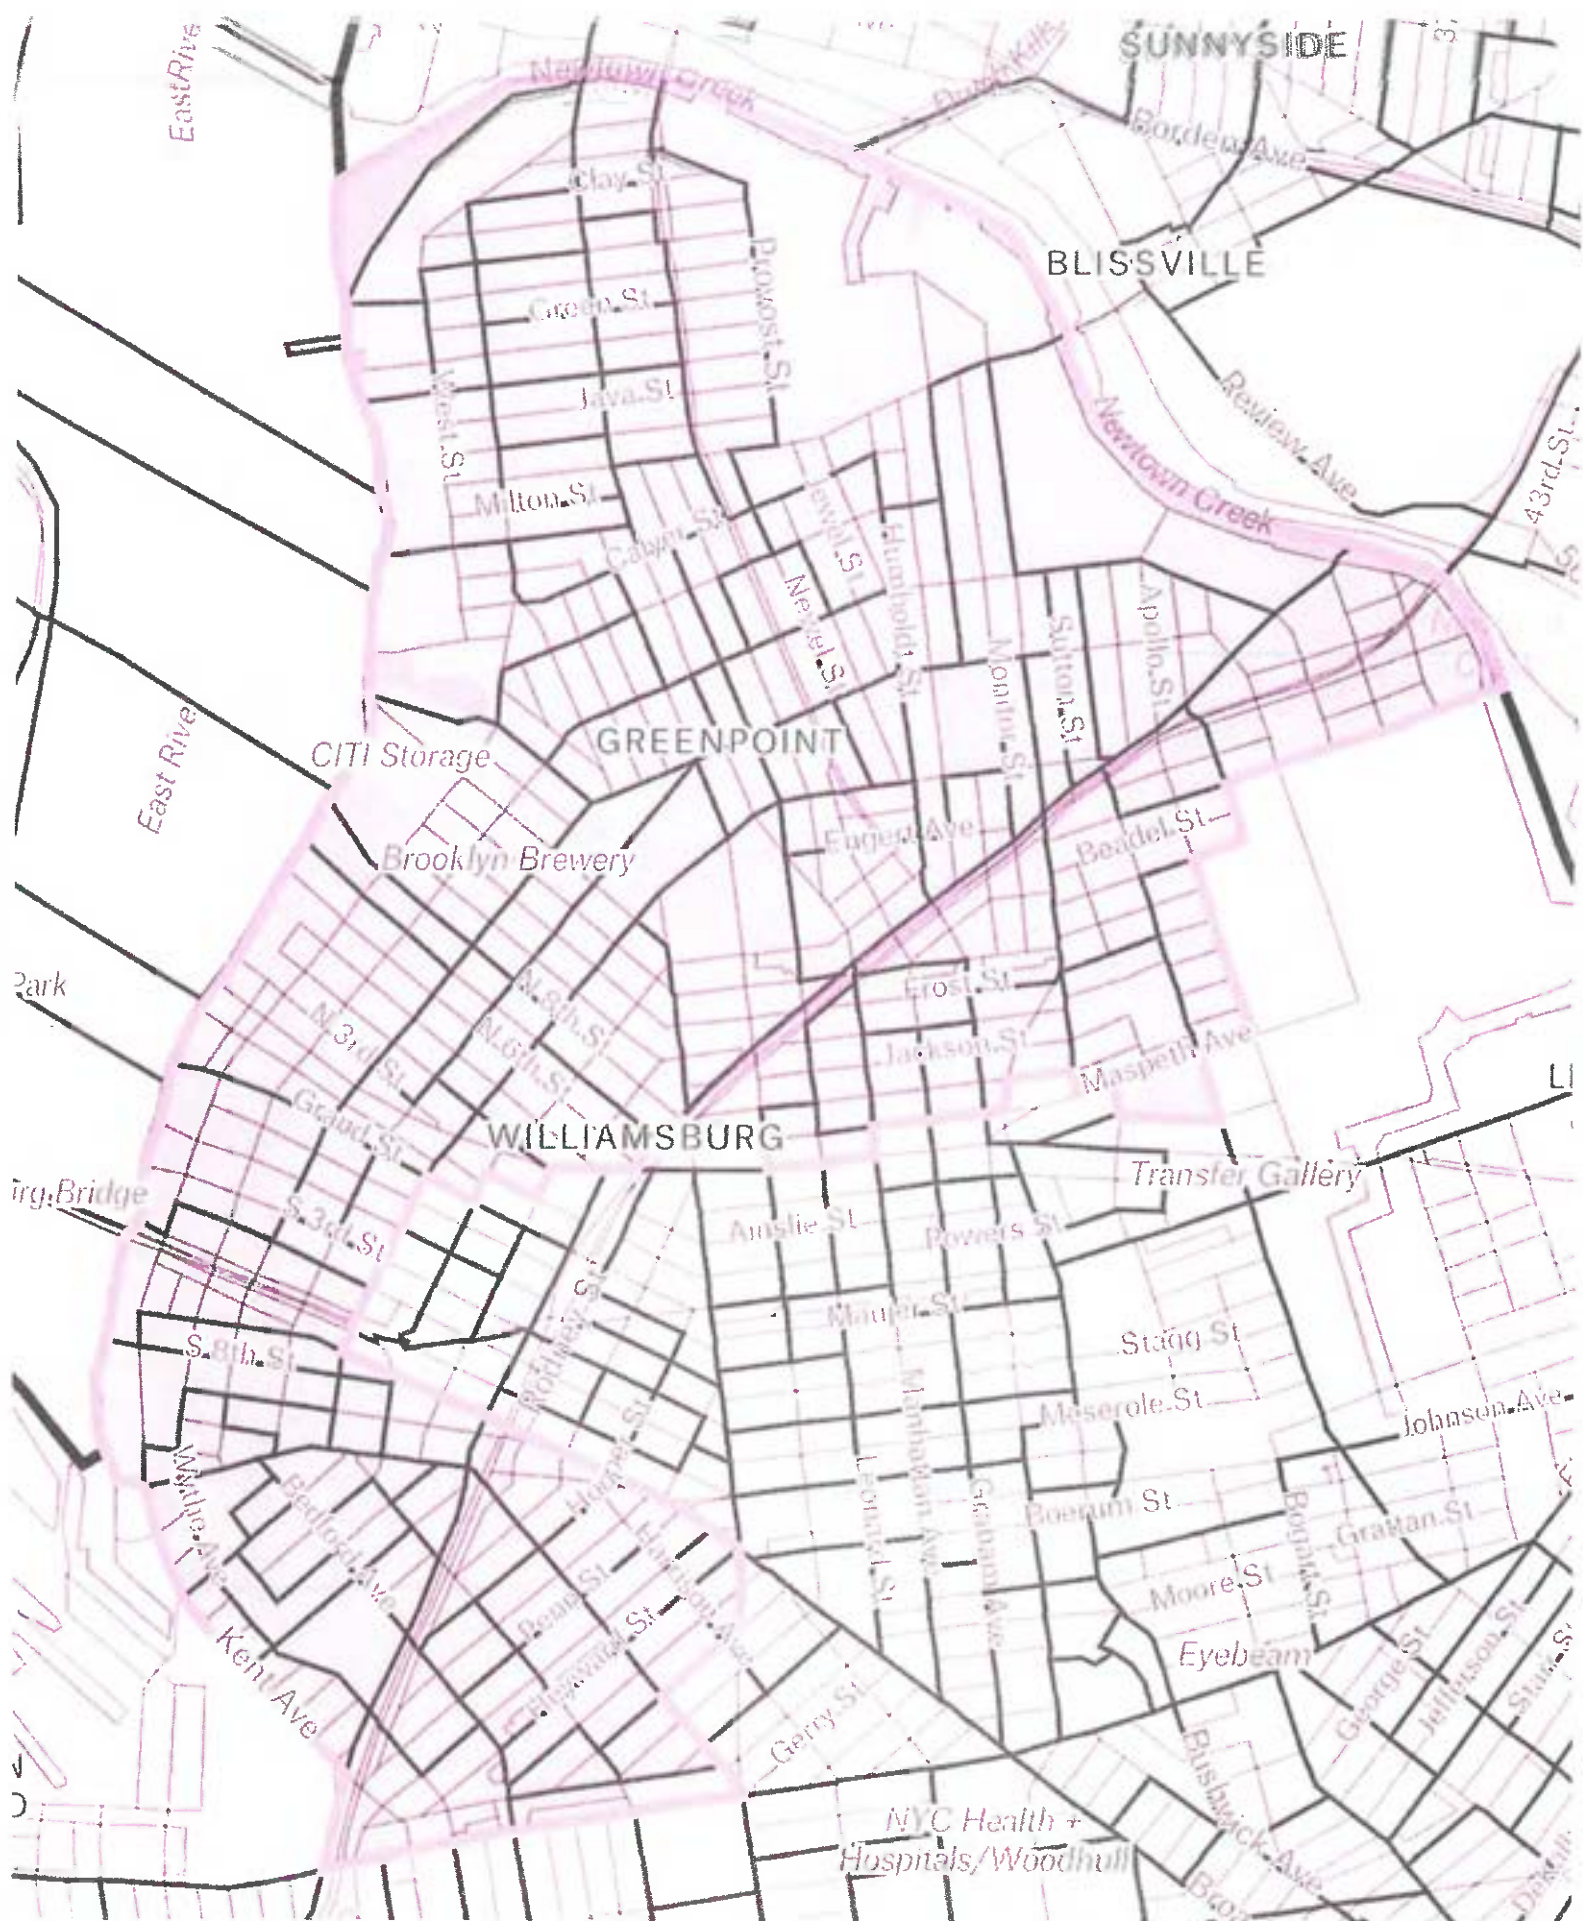 East River
Newtown Creek
Dutch Kills
SUNNYSIDE
Borden Ave
Clay St
Provost St
BLISSVILLE
Green St
West St
Java St
Review Ave
Newtown Creek
43rd St
Milton St
Calyer St
Jewel St
Humboldt St
Newel St
Monitor St
Sutton St
Apollo St
East River
CITI Storage
GREENPOINT
Brooklyn Brewery
Engert Ave
Beadel St
Park
N 8th St
N 6th St
N 3rd St
Frost St
Jackson St
Maspeth Ave
Grand St
WILLIAMSBURG
Transfer Gallery
Bridge
S 3rd St
Ainslie St
Powers St
Maujer St
Stagg St
S 8th St
Rodney St
Manhattan Ave
Meserole St
Johnson Ave
Wythe Ave
Bedford Ave
Leonard St
Graham Ave
Boerum St
Bogart St
Grattan St
Harrison Ave
Moore St
Penn St
Heyward St
Kent Ave
Eyebeam
George St
Jefferson St
Gerry St
Bushwick Ave
NYC Health +
Hospitals/Woodhull